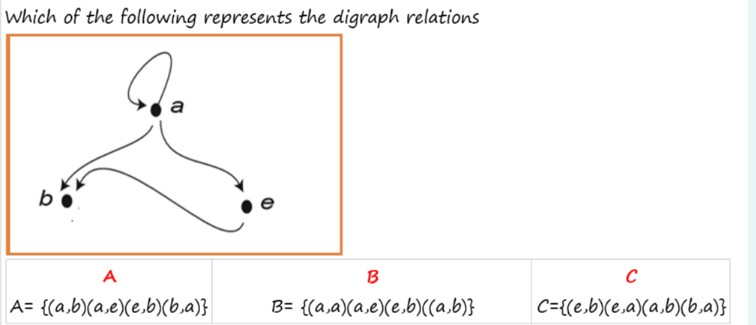 Which of the following represents the digraph relations
a
b
e
A
B
C
A= {(a,b)(a,e)(e,b)(b,a)}
B= {(a,a)(a,e)(e,b)((a,b)}
C={(e,b)(e,a)(a,b)(b,a)}